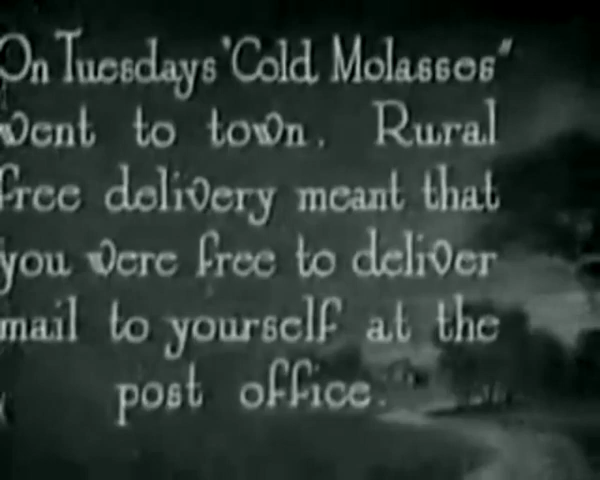 On Tuesdays "Cold Molasses"
went to town. Rural
free delivery meant that
you were free to deliver
mail to yourself at the
post office.